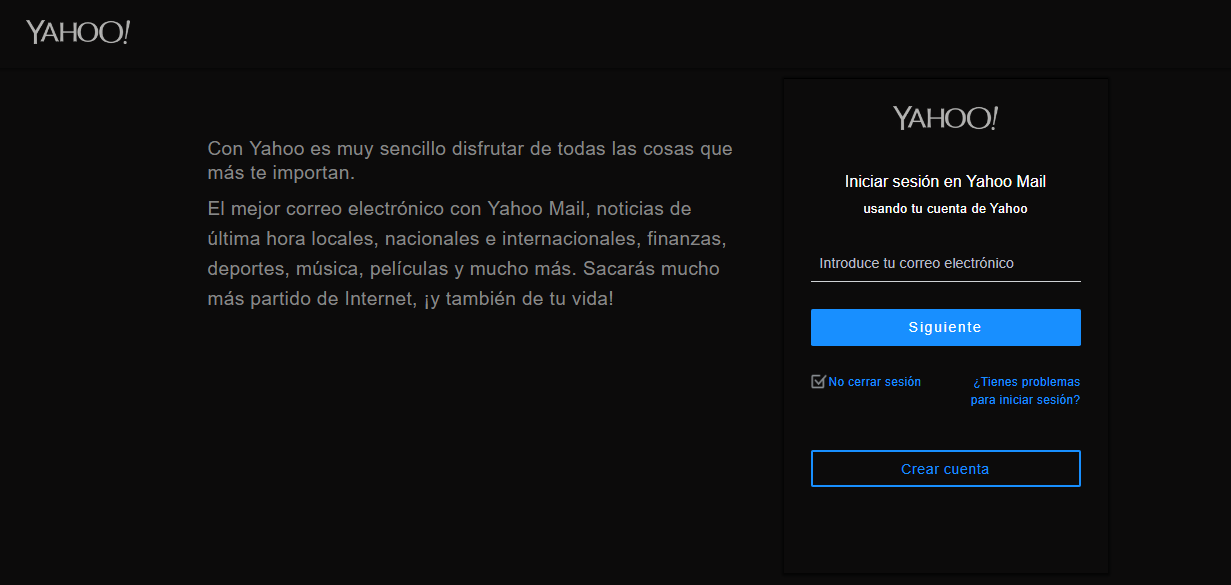 YAHOO!
Con Yahoo es muy sencillo disfrutar de todas las cosas que
más te importan.
El mejor correo electrónico con Yahoo Mail, noticias de
última hora locales, nacionales e internacionales, finanzas,
deportes, música, películas y mucho más. Sacarás mucho
más partido de Internet, ¡y también de tu vida!
YAHOO!
Iniciar sesión en Yahoo Mail
usando tu cuenta de Yahoo
Introduce tu correo electrónico
Siguiente
No cerrar sesión
¿Tienes problemas
para iniciar sesión?
Crear cuenta